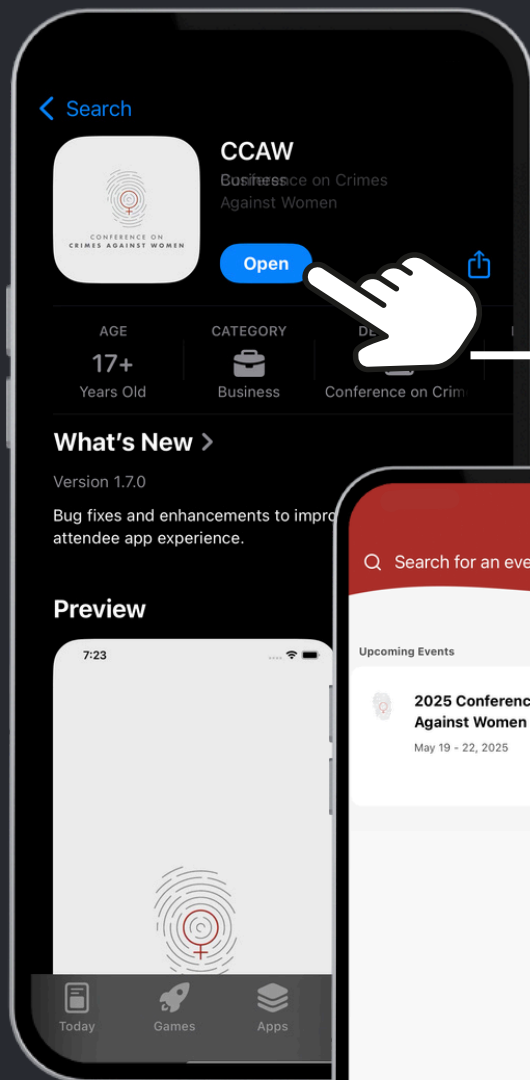 Search
CONFERENCE ON
CRIMES AGAINST WOMEN
CCAW
Business
Conference on Crimes
Against Women
Open
AGE
CATEGORY
DE
17+
Years Old
Business
Conference on Crim
What's New
Version 1.7.0
Bug fixes and enhancements to impro
attendee app experience.
Preview
7:23
Today
Games
Apps
Search for an eve
Upcoming Events
2025 Conferenc
Against Women
May 19 - 22, 2025